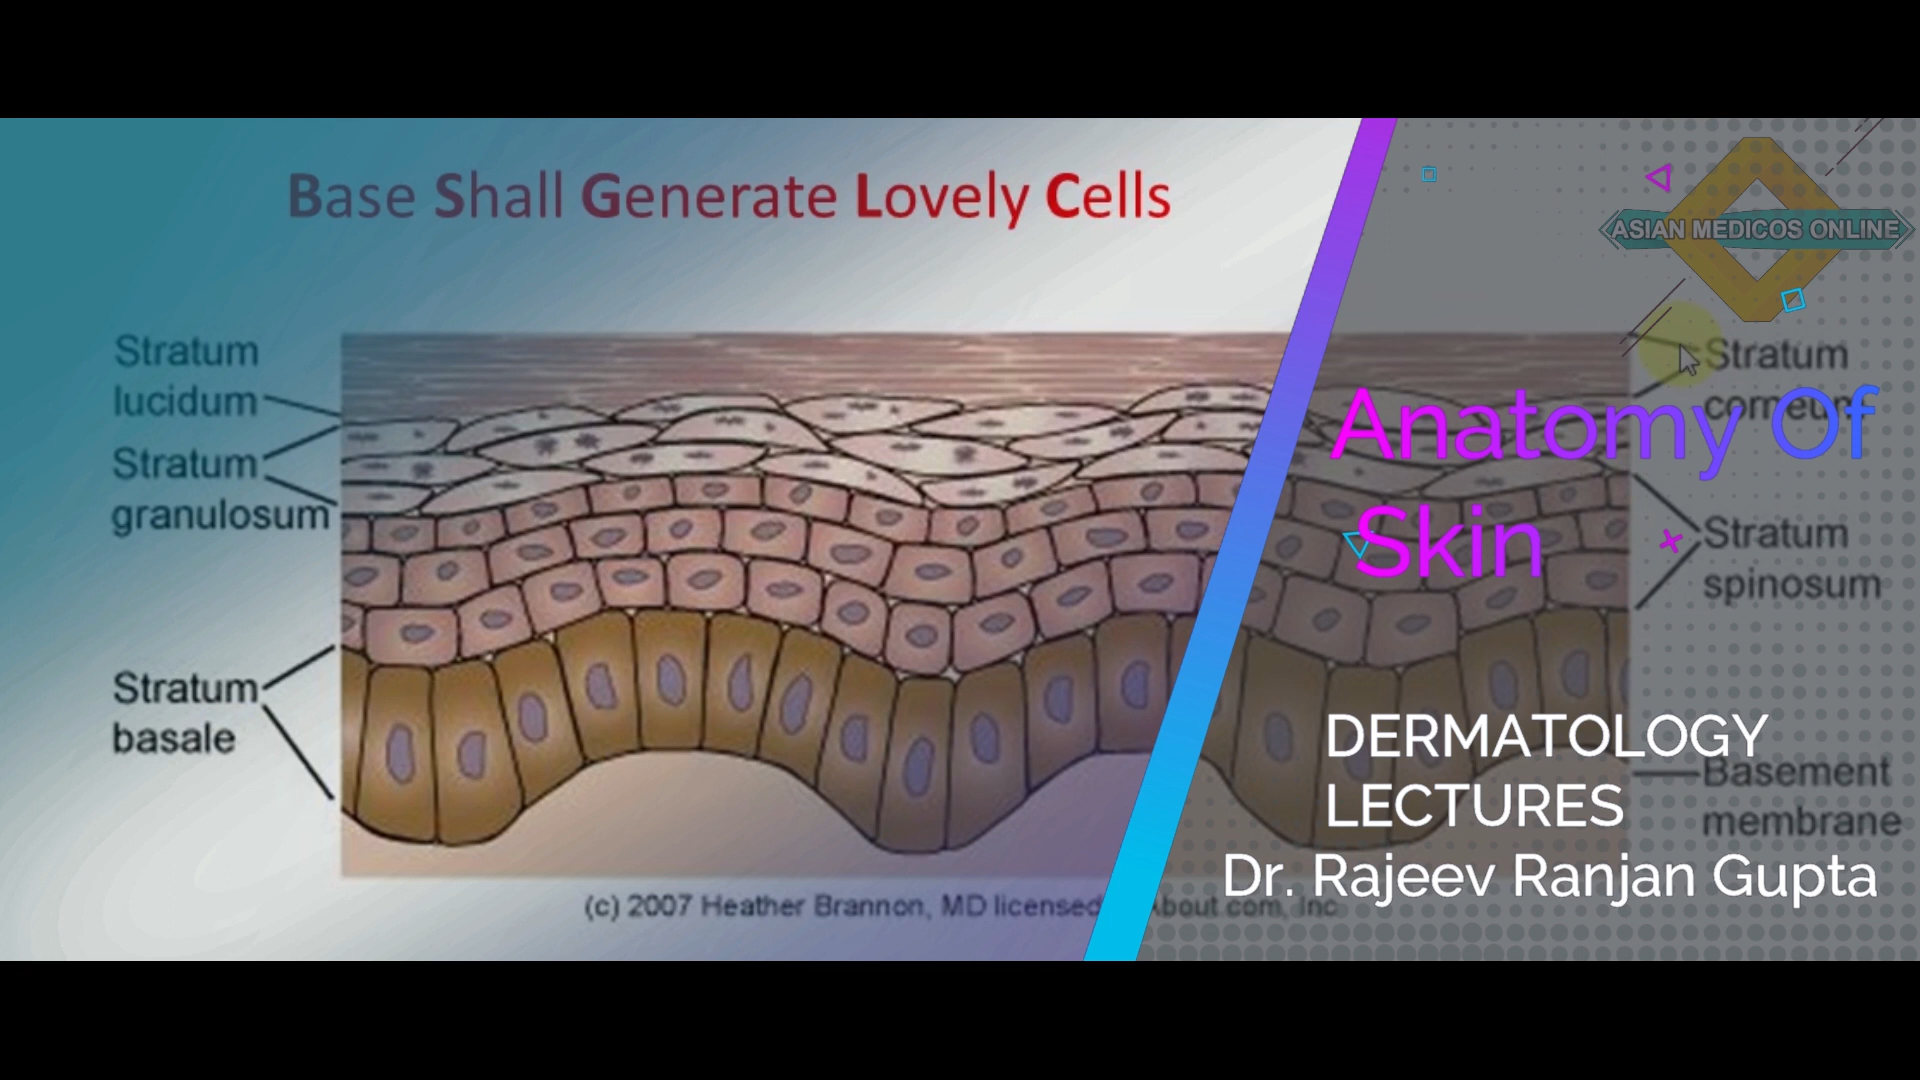 Base Shall Generate Lovely Cells
ASIAN MEDICOS ONLINE
Stratum
lucidum
Stratum
granulosum
Stratum
basale
Stratum
corneum
Anatomy Of
Skin
Stratum
spinosum
DERMATOLOGY
LECTURES
Dr. Rajeev Ranjan Gupta
Basement
membrane
(c) 2007 Heather Brannon, MD licensed About.com, Inc